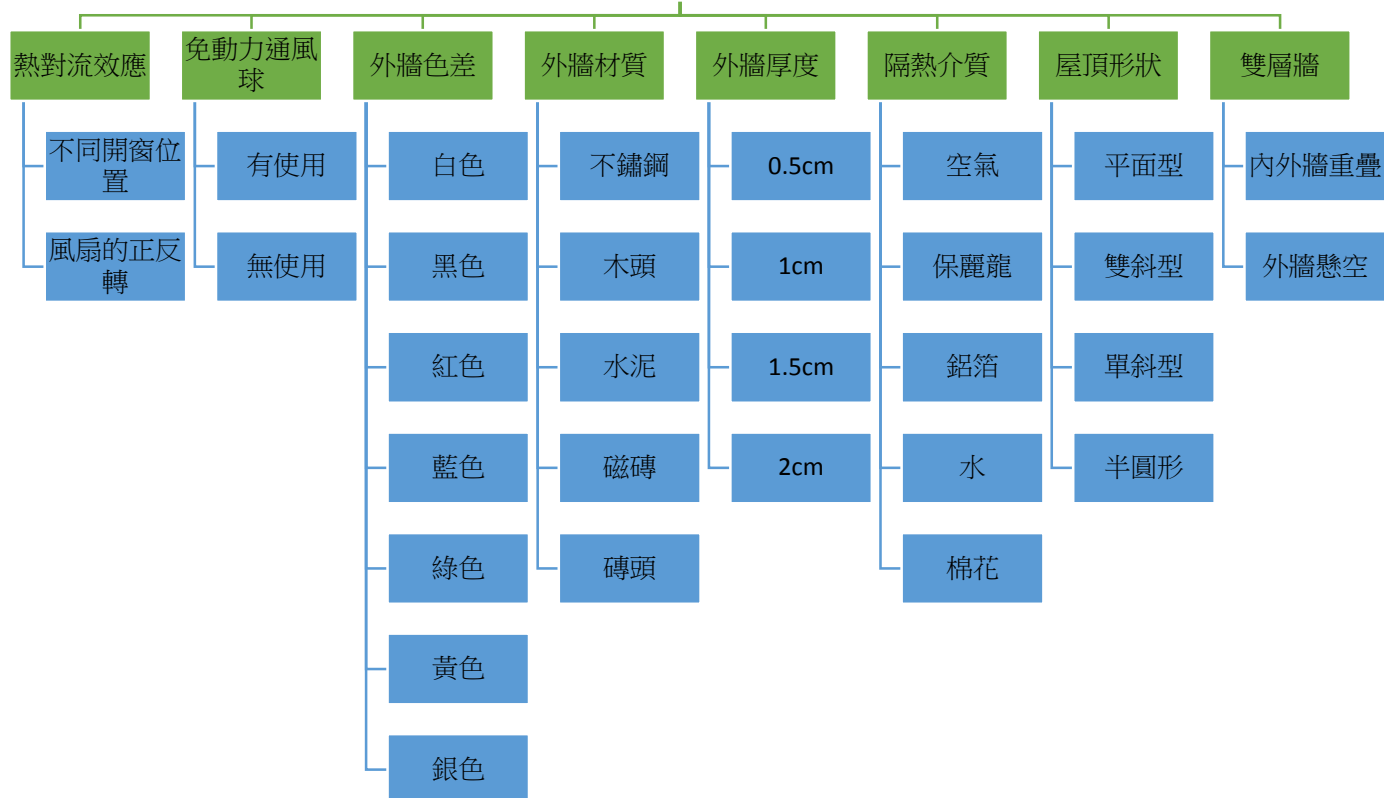 熱對流效應
不同開窗位
置
風扇的正反
轉
免動力通風
球
有使用
無使用
外牆色差
白色
黑色
紅色
藍色
綠色
黃色
銀色
外牆材質
不鏽鋼
木頭
水泥
磁磚
磚頭
外牆厚度
0.5cm
1cm
1.5cm
2cm
隔熱介質
空氣
保麗龍
鋁箔
水
棉花
屋頂形狀
平面型
雙斜型
單斜型
半圓形
雙層牆
內外牆重疊
外牆懸空